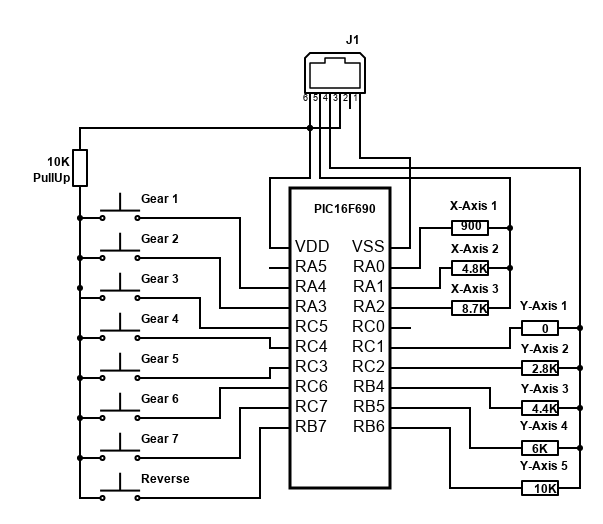 J1
6 5 4 3 2 1
10K
PullUp
Gear 1
Gear 2
Gear 3
Gear 4
Gear 5
Gear 6
Gear 7
Reverse
PIC16F690
VDD VSS
RA5 RA0
RA4 RA1
RA3 RA2
RC5 RC0
RC4 RC1
RC3 RC2
RC6 RB4
RC7 RB5
RB7 RB6
X-Axis 1
900
X-Axis 2
4.8K
X-Axis 3
8.7K
Y-Axis 1
0
Y-Axis 2
2.8K
Y-Axis 3
4.4K
Y-Axis 4
6K
Y-Axis 5
10K